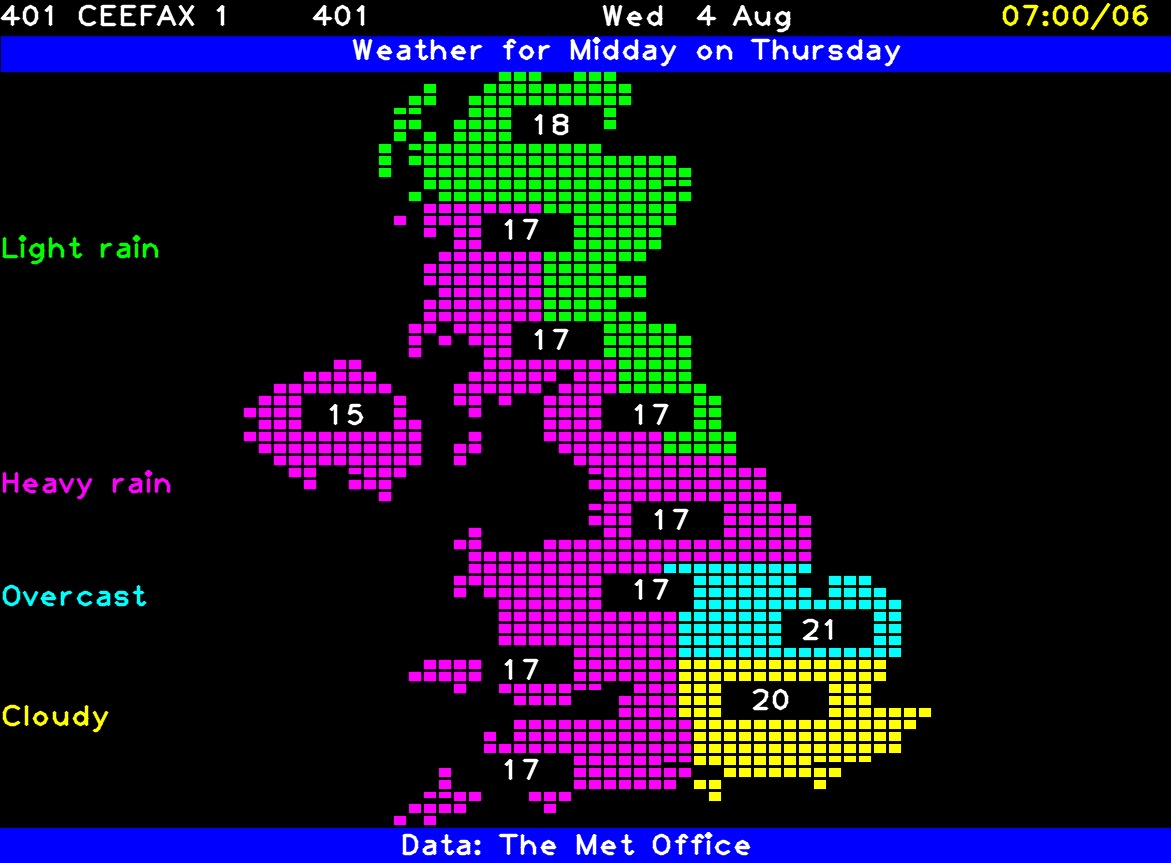 401 CEEFAX 1 401 Wed 4 Aug 07:00/06
Weather for Midday on Thursday
18
17
Light rain
17
15 17
Heavy rain
17
17
Overcast
21
17
20
Cloudy
17
Data: The Met Office